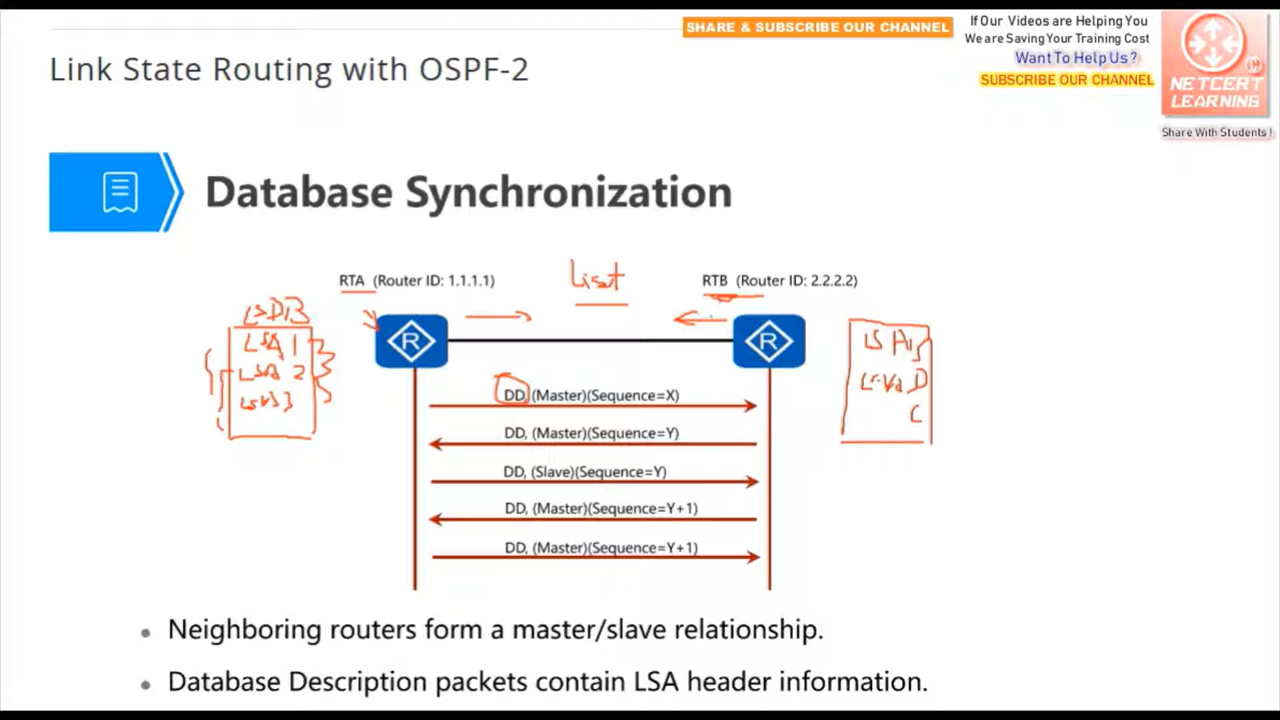 SHARE & SUBSCRIBE OUR CHANNEL
If Our Videos are Helping You
We are Saving Your Training Cost
Want To Help Us ?
SUBSCRIBE OUR CHANNEL
NETCERT
LEARNING
Share With Students !
Link State Routing with OSPF-2
Database Synchronization
List
RTA (Router ID: 1.1.1.1)
RTB (Router ID: 2.2.2.2)
LSDB
LSA 1
LSA 2
R
R
DD, (Master)(Sequence=X)
DD, (Master)(Sequence=Y)
DD, (Slave)(Sequence=Y)
DD, (Master)(Sequence=Y+1)
DD, (Master)(Sequence=Y+1)
• Neighboring routers form a master/slave relationship.
• Database Description packets contain LSA header information.